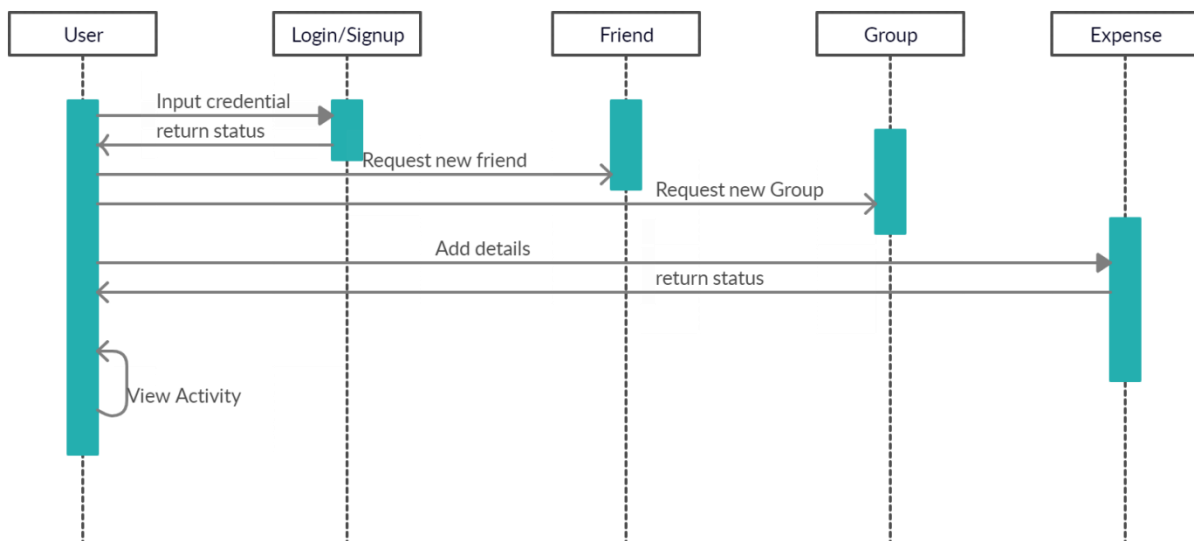 User
Login/Signup
Friend
Group
Expense
Input credential
return status
Request new friend
Request new Group
Add details
return status
View Activity